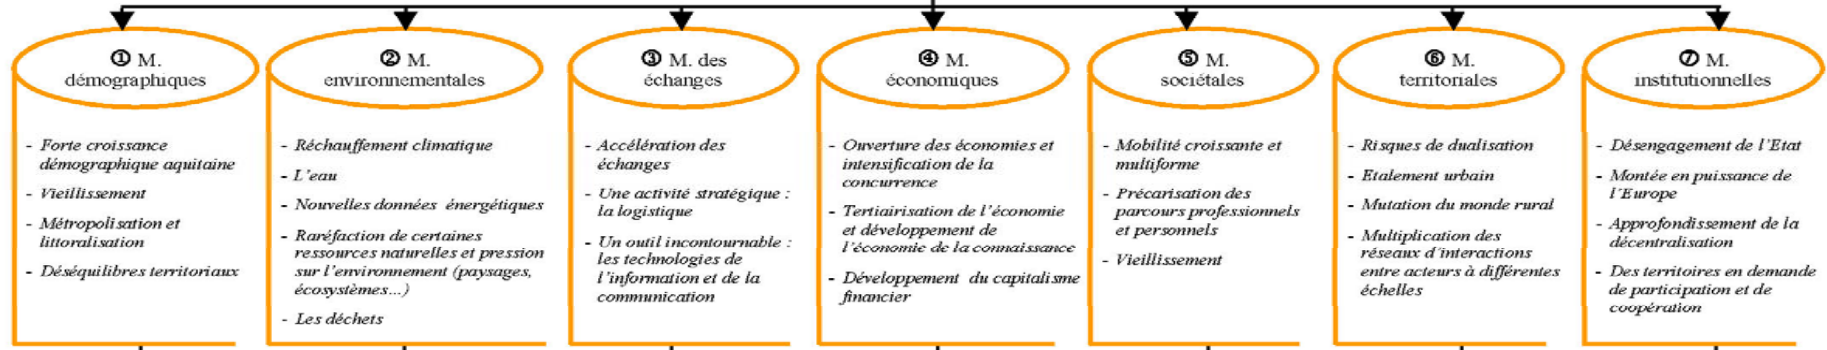 ① M.
démographiques
- Forte croissance
démographique aquitaine
- Vieillissement
- Métropolisation et
littoralisation
- Déséquilibres territoriaux
② M.
environnementales
- Réchauffement climatique
- L'eau
- Nouvelles données énergétiques
- Raréfaction de certaines
ressources naturelles et pression
sur l'environnement (paysages,
écosystèmes...)
- Les déchets
③ M. des
échanges
- Accélération des
échanges
- Une activité stratégique :
la logistique
- Un outil incontournable :
les technologies de
l'information et de la
communication
④ M.
économiques
- Ouverture des économies et
intensification de la
concurrence
- Tertiairisation de l'économie
et développement de
l'économie de la connaissance
- Développement du capitalisme
financier
⑤ M.
sociétales
- Mobilité croissante et
multiforme
- Précarisation des
parcours professionnels
et personnels
- Vieillissement
⑥ M.
territoriales
- Risques de dualisation
- Etalement urbain
- Mutation du monde rural
- Multiplication des
réseaux d'interactions
entre acteurs à différentes
échelles
⑦ M.
institutionnelles
- Désengagement de l'Etat
- Montée en puissance de
l'Europe
- Approfondissement de la
décentralisation
- Des territoires en demande
de participation et de
coopération